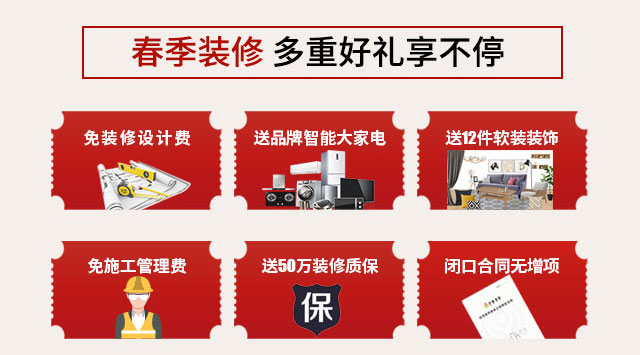 春季装修 多重好礼享不停
免装修设计费
送品牌智能大家电
送12件软装装饰
免施工管理费
送50万装修质保
闭口合同无增项
保